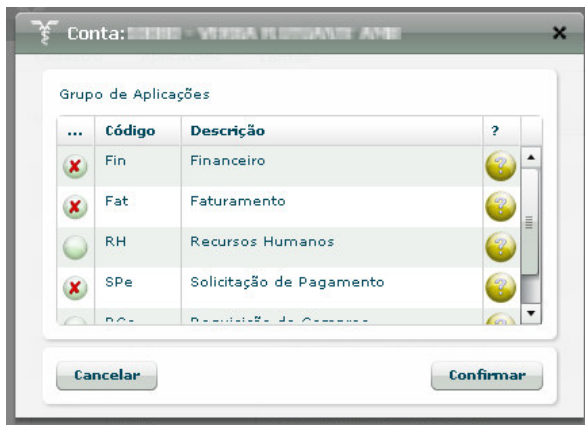 Conta:
Grupo de Aplicações
... Código Descrição ?
Fin Financeiro
Fat Faturamento
RH Recursos Humanos
SPe Solicitação de Pagamento
Cancelar Confirmar